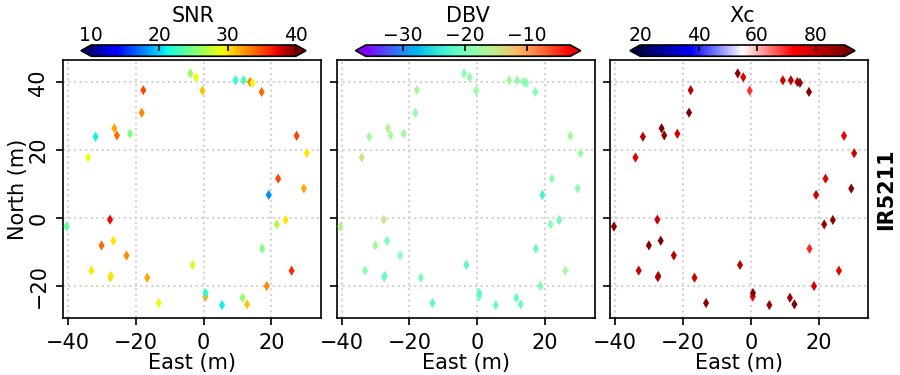 SNR DBV Xc
10 20 30 40 −30 −20 −10 20 40 60 80
40
20
0
−20
North (m)
IR5211
−40 −20 0 20 −40 −20 0 20 −40 −20 0 20
East (m) East (m) East (m)